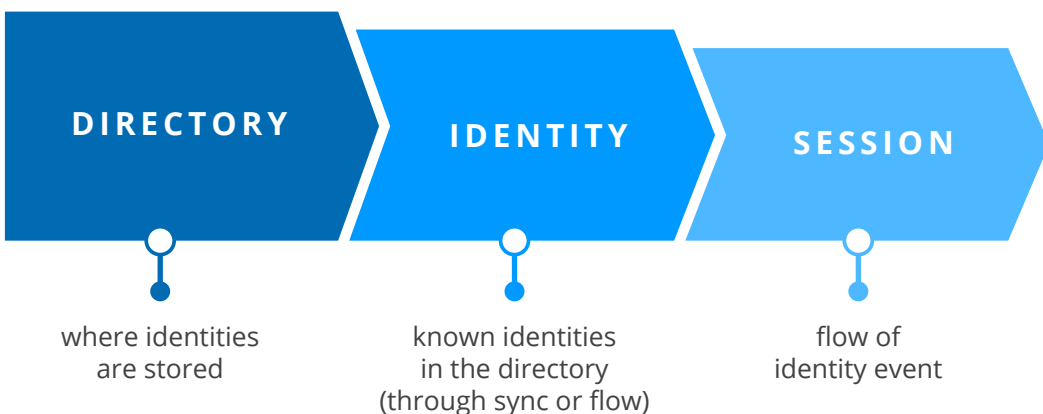 DIRECTORY
IDENTITY
SESSION
where identities
are stored
known identities
in the directory
(through sync or flow)
flow of
identity event